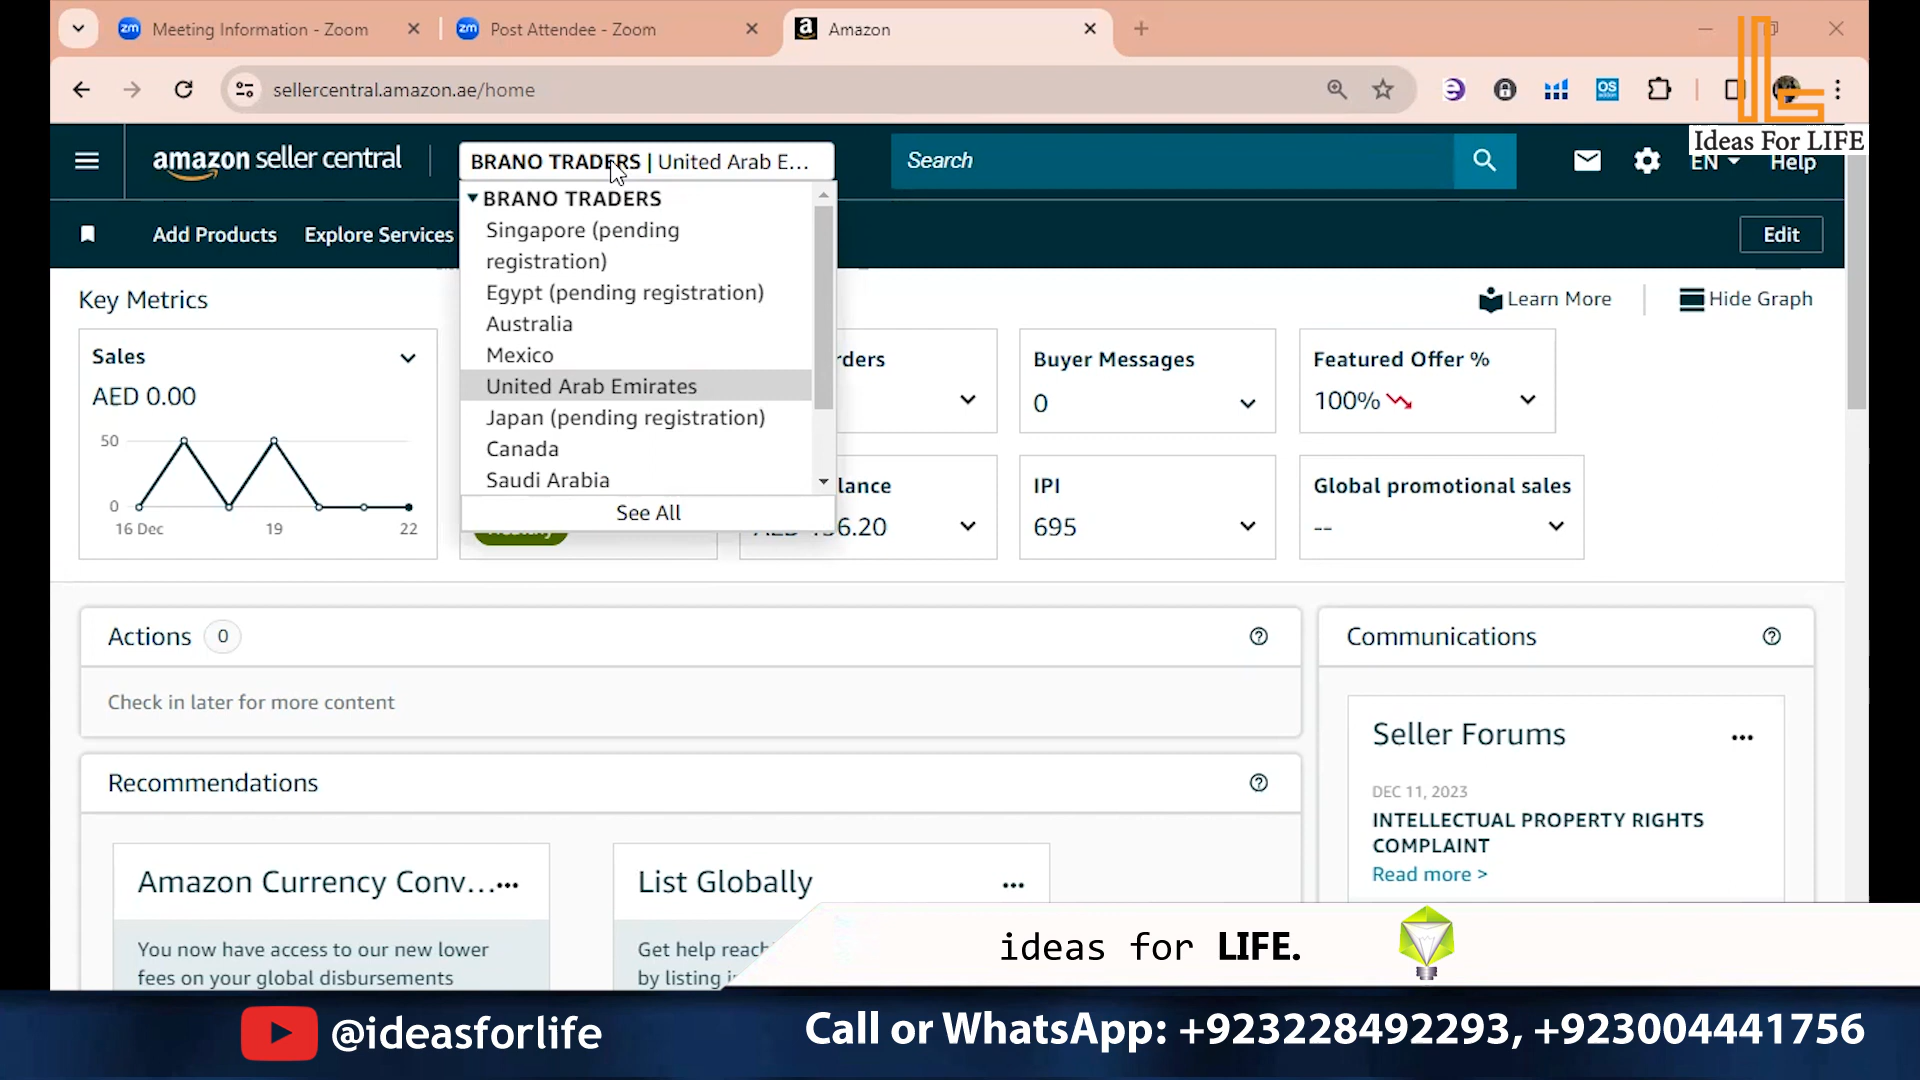 Meeting Information - Zoom
Post Attendee - Zoom
Amazon
sellercentral.amazon.ae/home
OS
Ideas For LIFE
amazon seller central
BRANO TRADERS | United Arab E...
Search
EN
Help
Add Products
Explore Services
Edit
BRANO TRADERS
Singapore (pending
registration)
Egypt (pending registration)
Australia
Mexico
United Arab Emirates
Japan (pending registration)
Canada
Saudi Arabia
See All
Key Metrics
Learn More
Hide Graph
Sales
AED 0.00
50
0
16 Dec
19
22
Buyer Messages
0
Featured Offer %
100%
6.20
IPI
695
Global promotional sales
--
Actions
0
Check in later for more content
Communications
Seller Forums
DEC 11, 2023
INTELLECTUAL PROPERTY RIGHTS
COMPLAINT
Read more >
Recommendations
Amazon Currency Conv...
You now have access to our new lower
fees on your global disbursements
List Globally
Get help
by listing
ideas for LIFE.
@ideasforlife
Call or WhatsApp: +923228492293, +923004441756